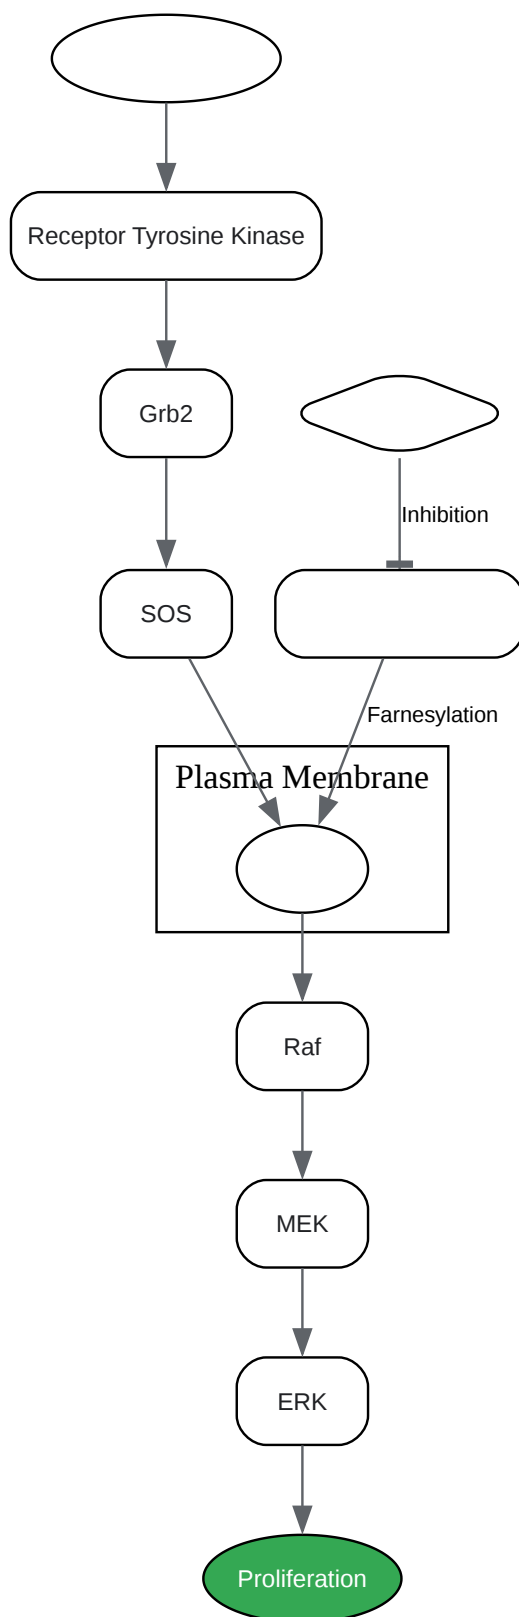 Receptor Tyrosine Kinase
Grb2
Inhibition
SOS
Farnesylation
Plasma Membrane
Raf
MEK
ERK
Proliferation